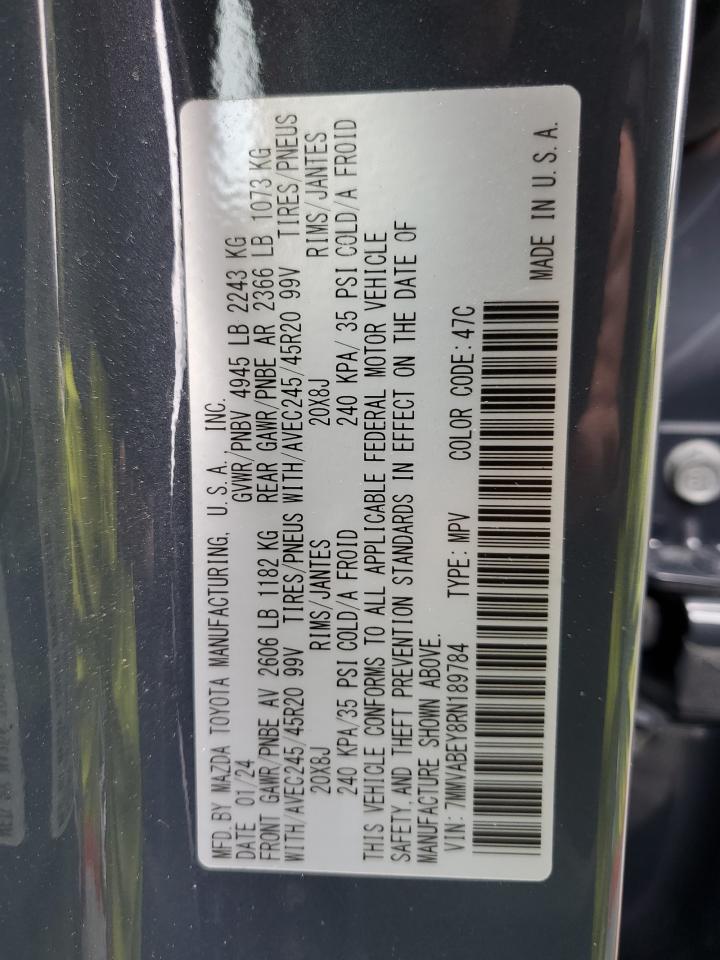 MFD. BY MAZDA TOYOTA MANUFACTURING, U.S.A., INC.
DATE 01/24 GVWR/PNBV 4945 LB 2243 KG
FRONT GAWR/PNBE AV 2606 LB 1182 KG REAR GAWR/PNBE AR 2366 LB 1073 KG
WITH/AVEC245/45R20 99V TIRES/PNEUS WITH/AVEC245/45R20 99V TIRES/PNEUS
20X8J RIMS/JANTES 20X8J RIMS/JANTES
240 KPA/35 PSI COLD/A FROID 240 KPA/ 35 PSI COLD/A FROID
THIS VEHICLE CONFORMS TO ALL APPLICABLE FEDERAL MOTOR VEHICLE
SAFETY, AND THEFT PREVENTION STANDARDS IN EFFECT ON THE DATE OF
MANUFACTURE SHOWN ABOVE.
VIN: 7MMVABEY8RN189784 TYPE: MPV COLOR CODE: 47C
MADE IN U.S.A.